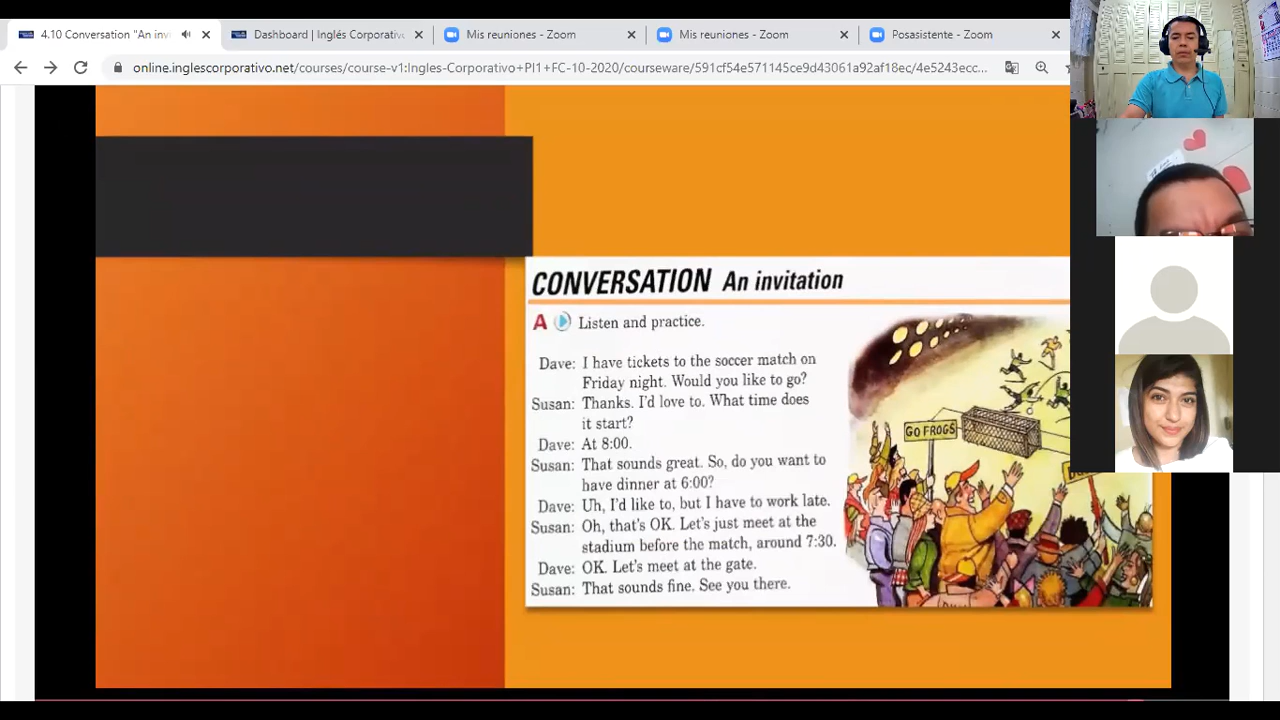 4.10 Conversation "An inv
Dashboard | Inglés Corporativo
Mis reuniones - Zoom
Mis reuniones - Zoom
Posasistente - Zoom
online.inglescorporativo.net/courses/course-v1:Ingles-Corporativo+PI1+FC-10-2020/courseware/591cf54e571145ce9d43061a92af18ec/4e5243ecc...
CONVERSATION An invitation
A Listen and practice.
Dave: I have tickets to the soccer match on
Friday night. Would you like to go?
Susan: Thanks. I'd love to. What time does
it start?
Dave: At 8:00.
Susan: That sounds great. So, do you want to
have dinner at 6:00?
Dave: Uh, I'd like to, but I have to work late.
Susan: Oh, that's OK. Let's just meet at the
stadium before the match, around 7:30.
Dave: OK. Let's meet at the gate.
Susan: That sounds fine. See you there.
GO FROGS